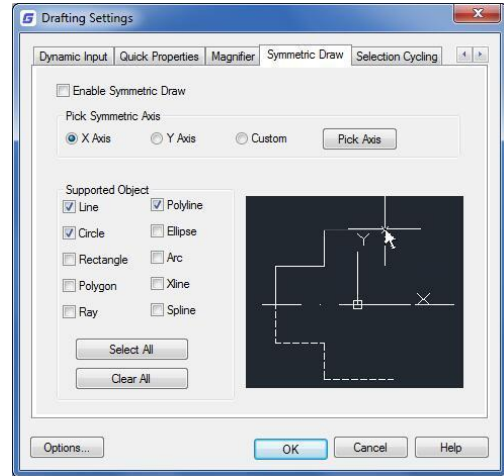 Drafting Settings
Dynamic Input Quick Properties Magnifier Symmetric Draw Selection Cycling
Enable Symmetric Draw
Pick Symmetric Axis
X Axis Y Axis Custom Pick Axis
Supported Object
Line Polyline
Circle Ellipse
Rectangle Arc
Polygon Xline
Ray Spline
Select All
Clear All
Y
X
Options... OK Cancel Help